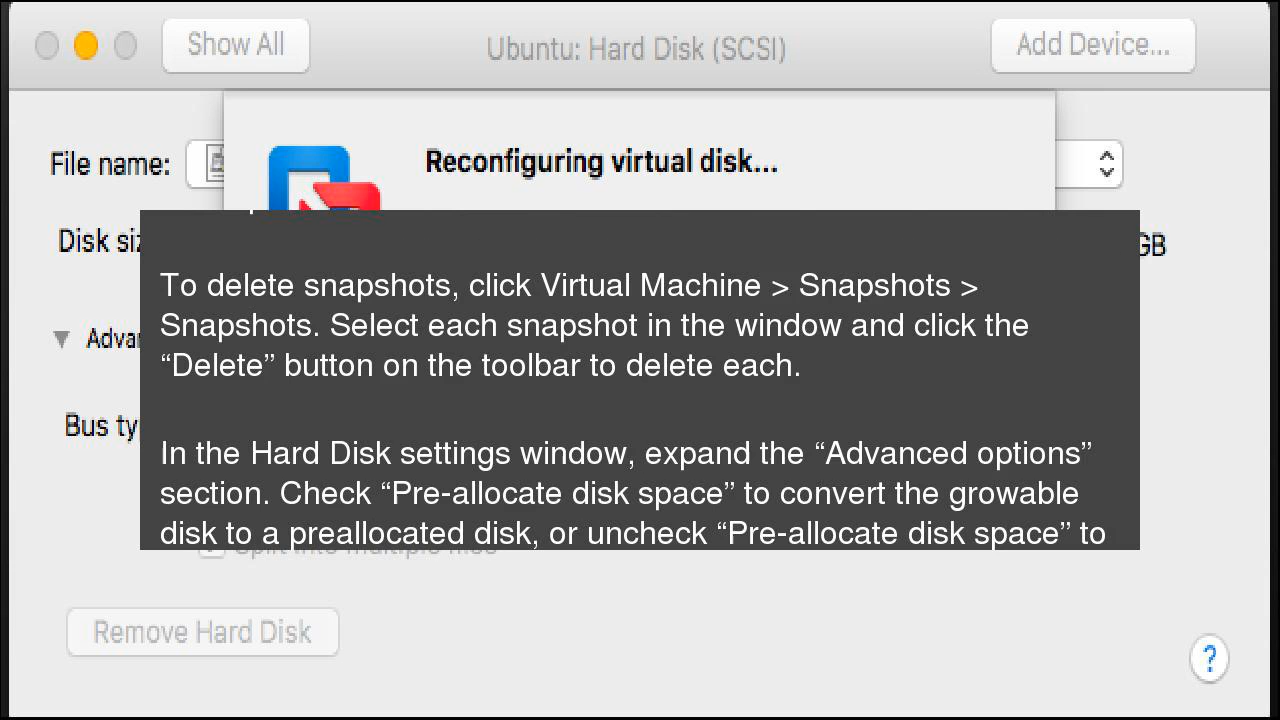 Show All
Ubuntu: Hard Disk (SCSI)
Add Device...
File name:
Reconfiguring virtual disk...
Disk
GB
To delete snapshots, click Virtual Machine > Snapshots >
Snapshots. Select each snapshot in the window and click the
“Delete” button on the toolbar to delete each.
Bus
In the Hard Disk settings window, expand the “Advanced options”
section. Check “Pre-allocate disk space” to convert the growable
disk to a preallocated disk, or uncheck “Pre-allocate disk space” to
Remove Hard Disk
?